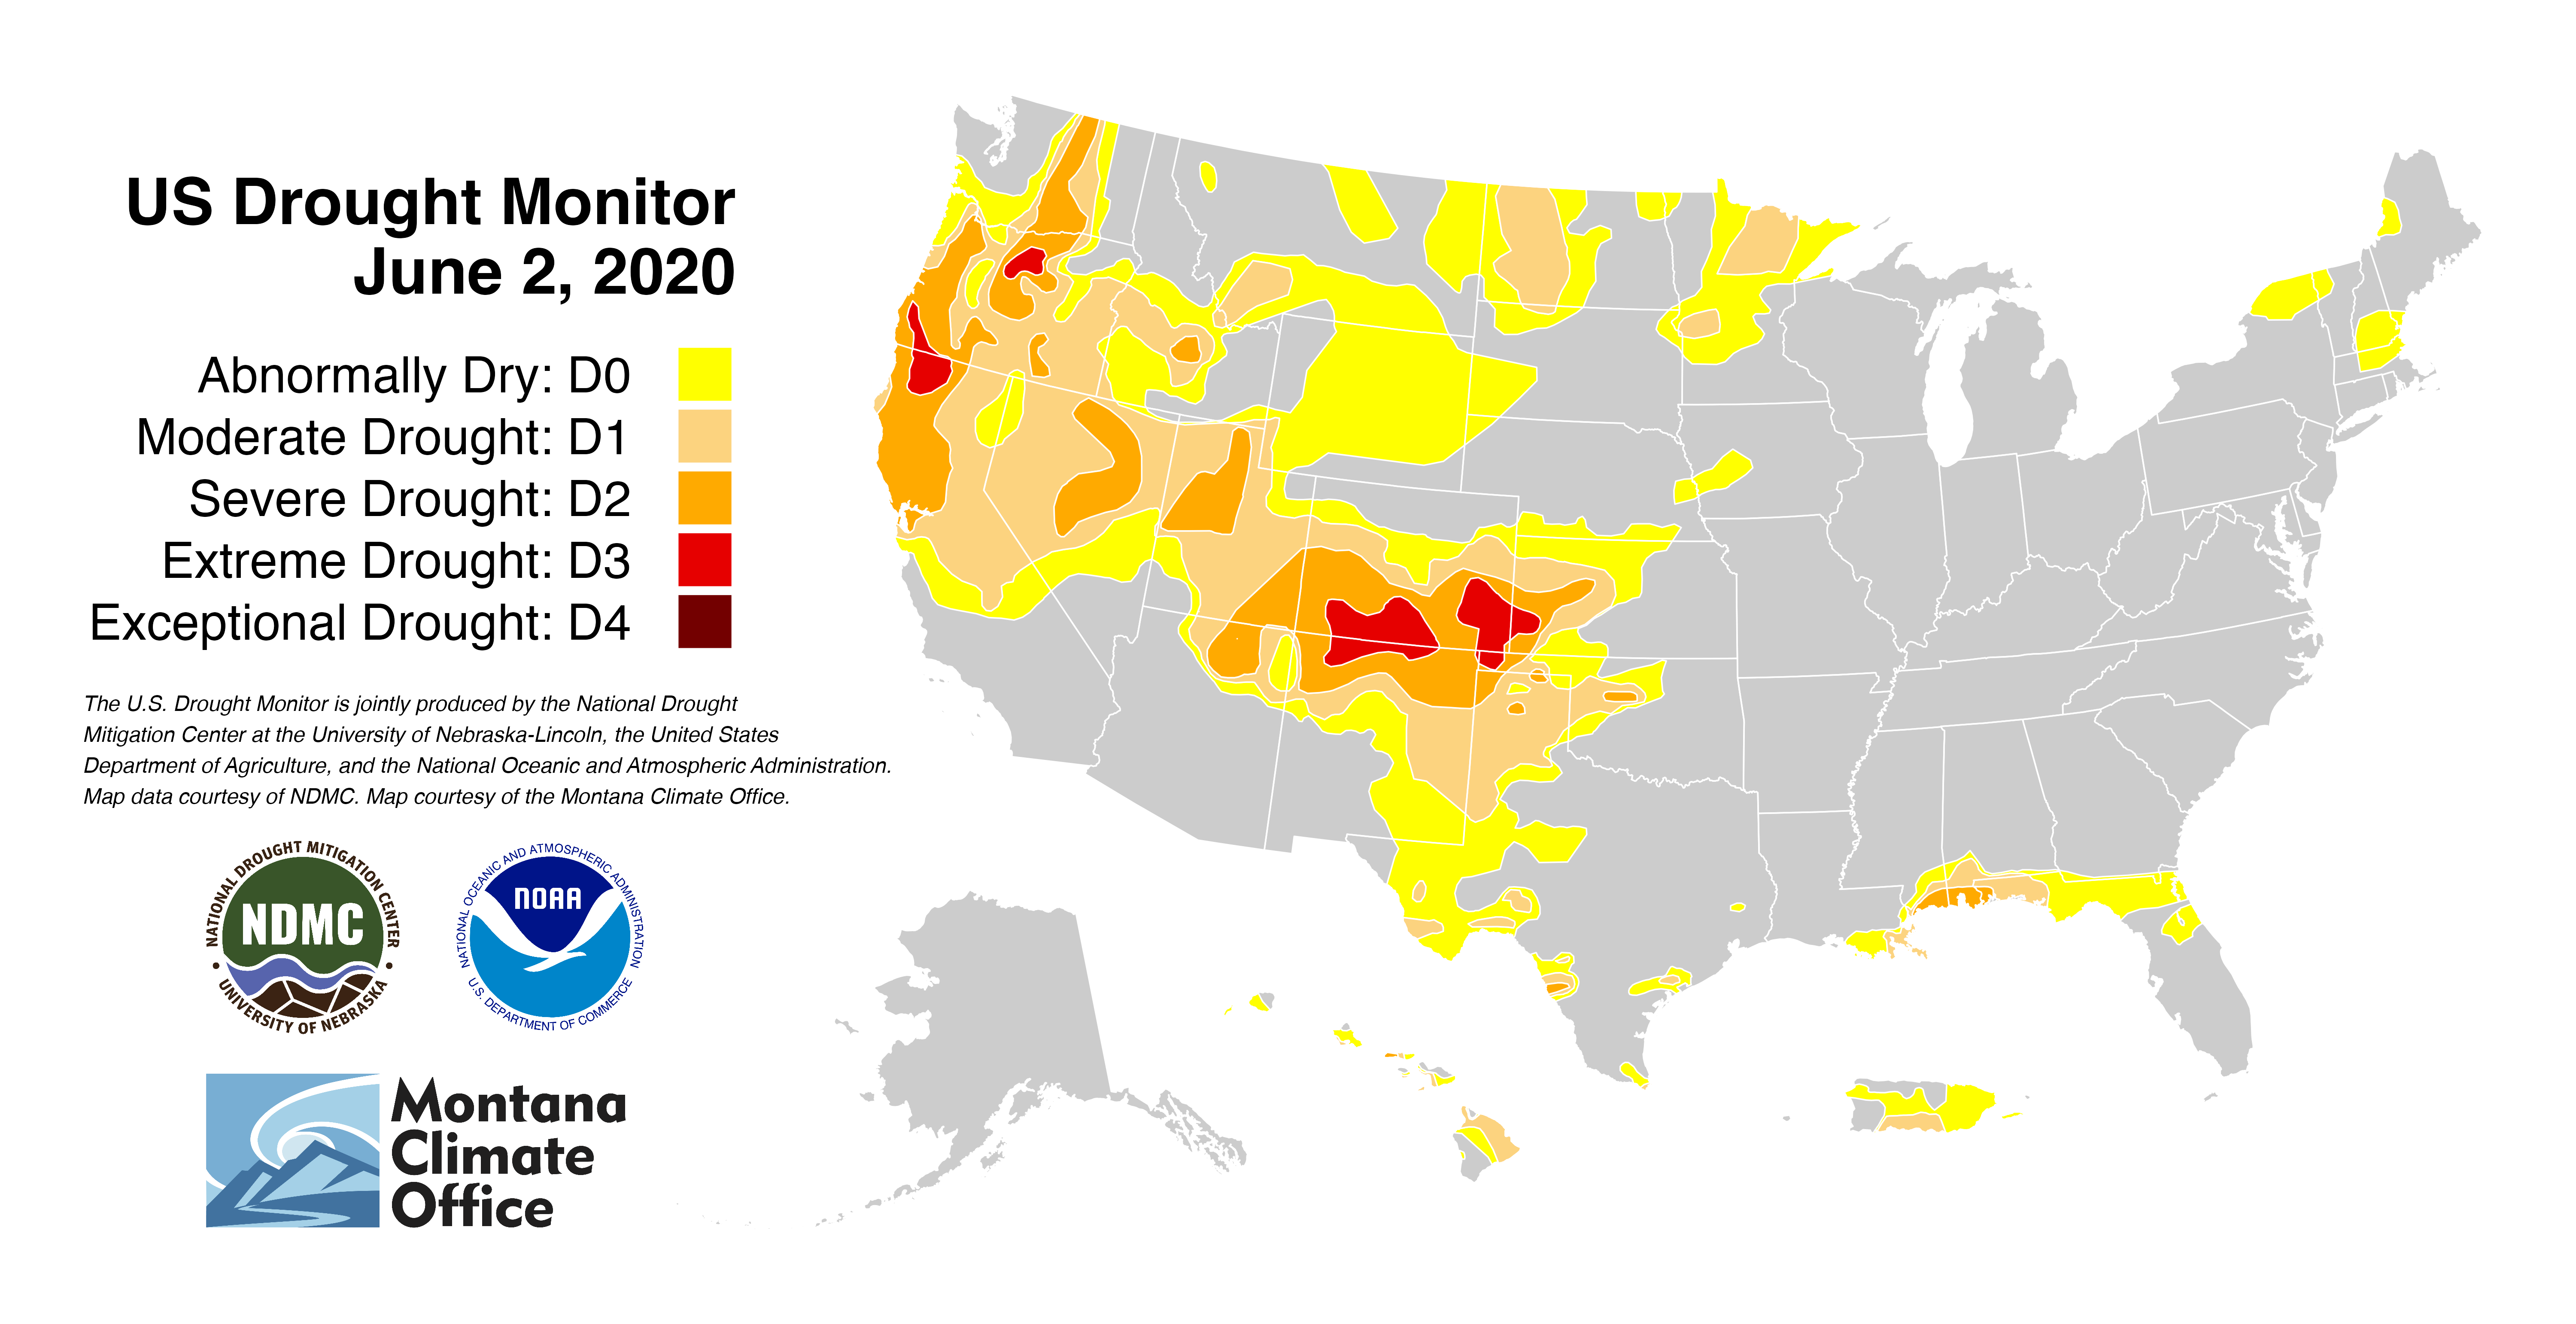 US Drought Monitor
June 2, 2020
Abnormally Dry: D0
Moderate Drought: D1
Severe Drought: D2
Extreme Drought: D3
Exceptional Drought: D4
The U.S. Drought Monitor is jointly produced by the National Drought
Mitigation Center at the University of Nebraska-Lincoln, the United States
Department of Agriculture, and the National Oceanic and Atmospheric Administration.
Map data courtesy of NDMC. Map courtesy of the Montana Climate Office.
NATIONAL DROUGHT MITIGATION CENTER
NDMC
• UNIVERSITY OF NEBRASKA •
NATIONAL OCEANIC AND ATMOSPHERIC ADMINISTRATION
NOAA
U.S. DEPARTMENT OF COMMERCE
Montana
Climate
Office